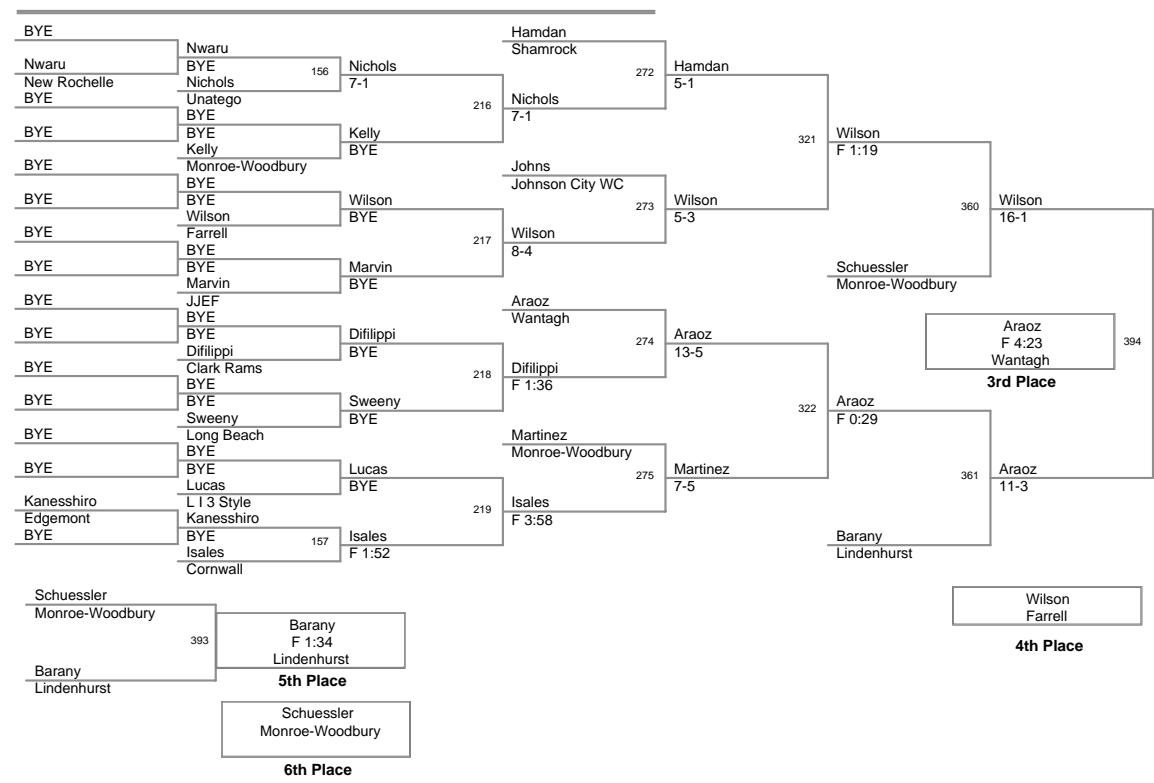 BYE
Nwaru
New Rochelle
BYE
BYE
BYE
BYE
BYE
BYE
BYE
BYE
BYE
BYE
BYE
BYE
Kanesshiro
Edgemont
BYE
Nwaru
BYE
Nichols
Unatego
BYE
BYE
Kelly
Monroe-Woodbury
BYE
BYE
Wilson
Farrell
BYE
BYE
Marvin
JJEF
BYE
BYE
Difilippi
Clark Rams
BYE
BYE
Sweeny
Long Beach
BYE
BYE
Lucas
L I 3 Style
Kanesshiro
BYE
Isales
Cornwall
156
157
Nichols
7-1
Kelly
BYE
Wilson
BYE
Marvin
BYE
Difilippi
BYE
Sweeny
BYE
Lucas
BYE
Isales
F 1:52
216
217
218
219
Hamdan
Shamrock
Nichols
7-1
Johns
Johnson City WC
Wilson
8-4
Araoz
Wantagh
Difilippi
F 1:36
Martinez
Monroe-Woodbury
Isales
F 3:58
272
273
274
275
Hamdan
5-1
Wilson
5-3
Araoz
13-5
Martinez
7-5
321
322
Wilson
F 1:19
Schuessler
Monroe-Woodbury
Araoz
F 0:29
Barany
Lindenhurst
360
361
Wilson
16-1
Araoz
11-3
394
Araoz
F 4:23
Wantagh
3rd Place
Wilson
Farrell
4th Place
Schuessler
Monroe-Woodbury
Barany
Lindenhurst
393
Barany
F 1:34
Lindenhurst
5th Place
Schuessler
Monroe-Woodbury
6th Place